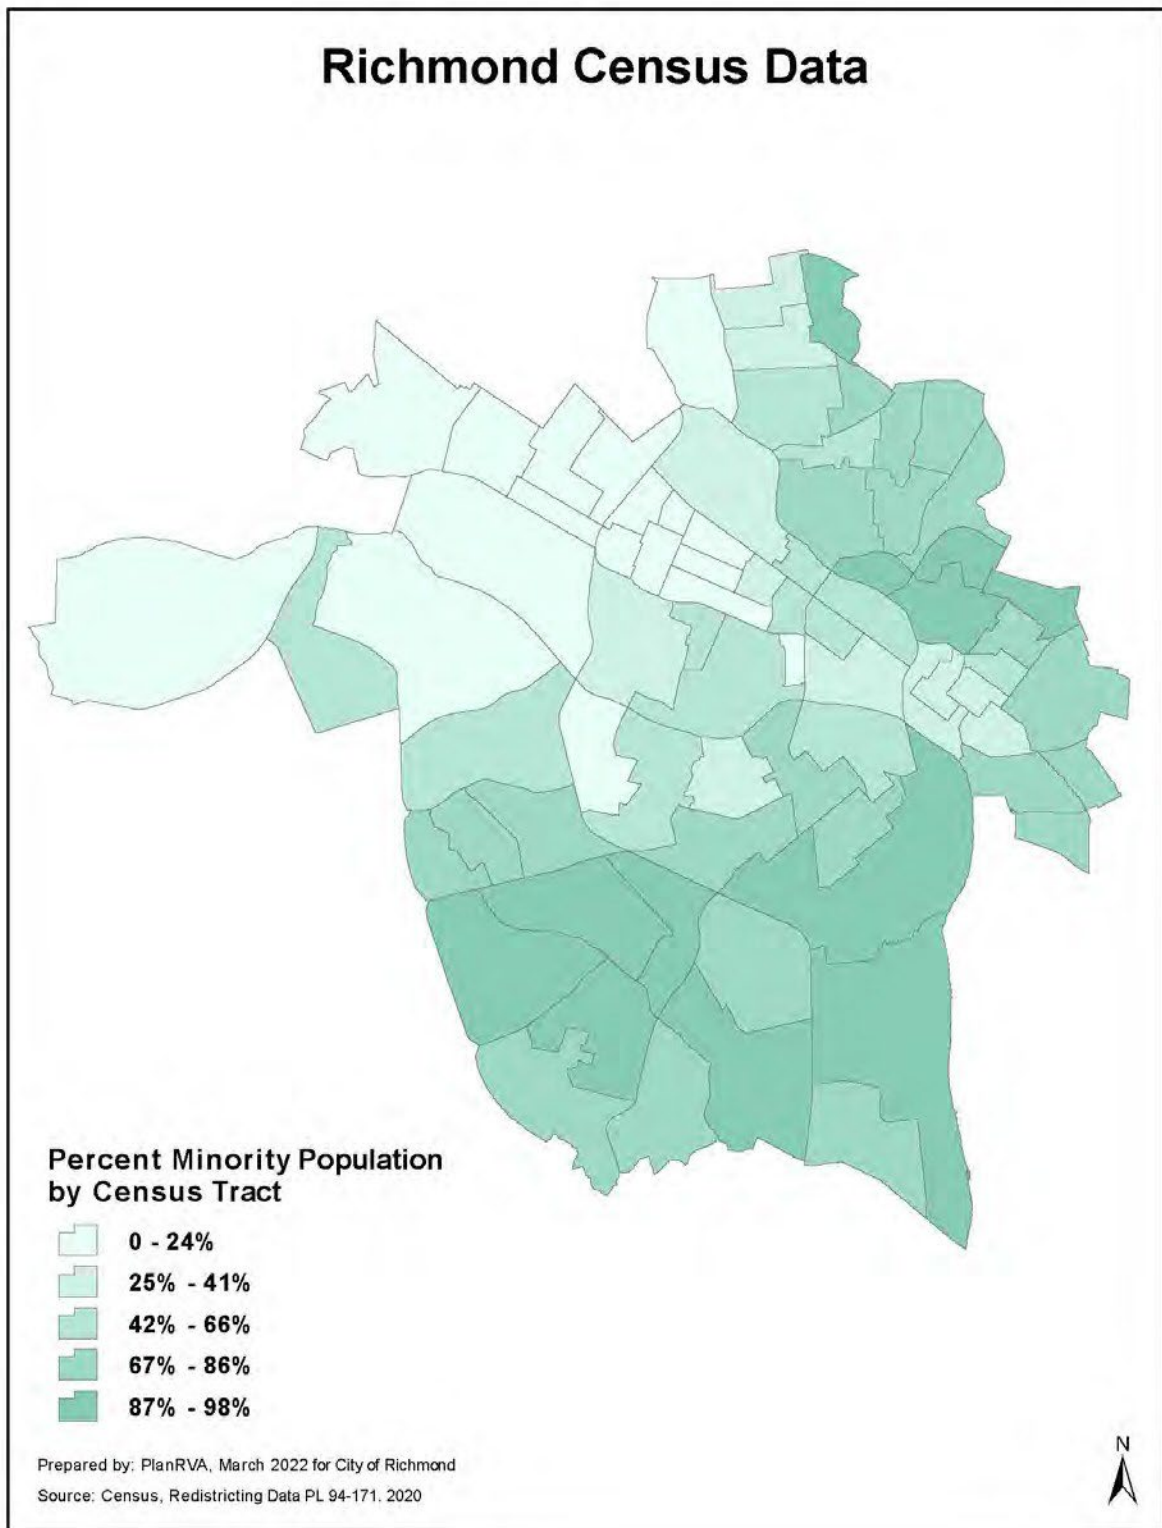 Richmond Census Data
Percent Minority Population
by Census Tract
0 - 24%
25% - 41%
42% - 66%
67% - 86%
87% - 98%
Prepared by: PlanRVA, March 2022 for City of Richmond
Source: Census, Redistricting Data PL 94-171. 2020
N